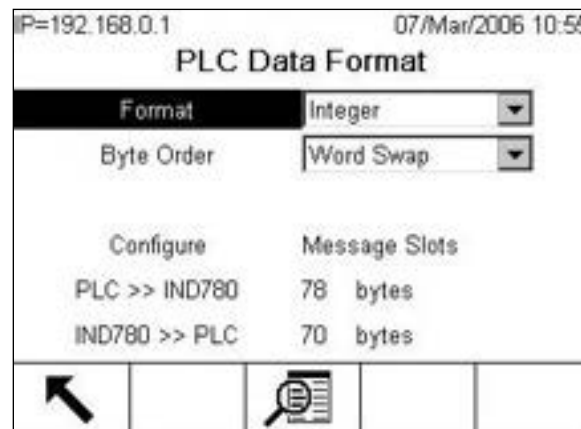 IP=192.168.0.1 07/Mar/2006 10:59
PLC Data Format
Format Integer
Byte Order Word Swap
Configure Message Slots
PLC >> IND780 78 bytes
IND780 >> PLC 70 bytes